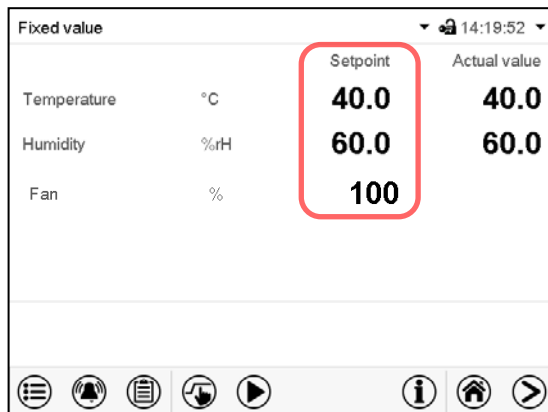 Fixed value 14:19:52
Setpoint Actual value
Temperature °C 40.0 40.0
Humidity %rH 60.0 60.0
Fan % 100